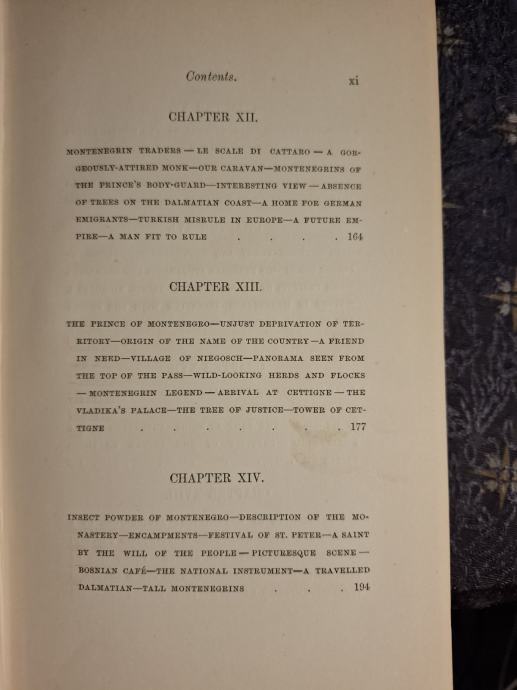 Contents. xi
CHAPTER XII.
MONTENEGRIN TRADERS — LE SCALE DI CATTARO — A GOR-
GEOUSLY-ATTIRED MONK—OUR CARAVAN—MONTENEGRINS OF
THE PRINCE'S BODY-GUARD—INTERESTING VIEW — ABSENCE
OF TREES ON THE DALMATIAN COAST—A HOME FOR GERMAN
EMIGRANTS—TURKISH MISRULE IN EUROPE—A FUTURE EM-
PIRE—A MAN FIT TO RULE . . . . 164
CHAPTER XIII.
THE PRINCE OF MONTENEGRO—UNJUST DEPRIVATION OF TER-
RITORY—ORIGIN OF THE NAME OF THE COUNTRY—A FRIEND
IN NEED—VILLAGE OF NIEGOSCH—PANORAMA SEEN FROM
THE TOP OF THE PASS—WILD-LOOKING HERDS AND FLOCKS
— MONTENEGRIN LEGEND — ARRIVAL AT CETTIGNE — THE
VLADIKA'S PALACE—THE TREE OF JUSTICE—TOWER OF CET-
TIGNE . . . . . . . 177
CHAPTER XIV.
INSECT POWDER OF MONTENEGRO—DESCRIPTION OF THE MO-
NASTERY—ENCAMPMENTS—FESTIVAL OF ST. PETER—A SAINT
BY THE WILL OF THE PEOPLE — PICTURESQUE SCENE —
BOSNIAN CAFÉ—THE NATIONAL INSTRUMENT—A TRAVELLED
DALMATIAN—TALL MONTENEGRINS . . . 194